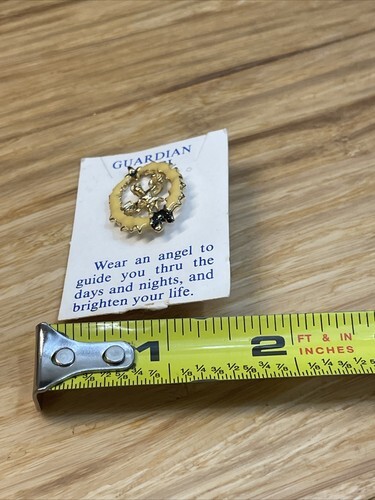 GUARDIAN
Wear an angel to
guide you thru the
days and nights, and
brighten your life.
1 2 FT & IN
INCHES